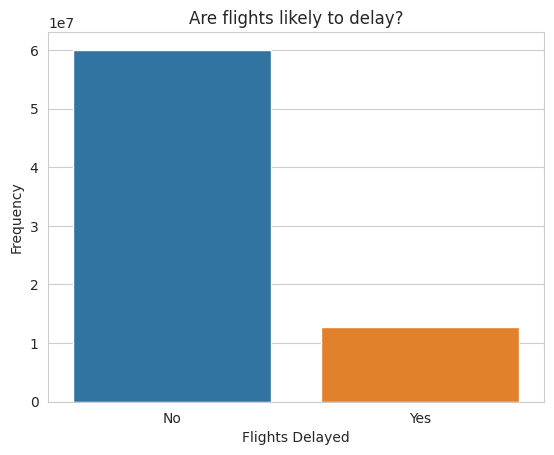 Are flights likely to delay?
1e7
6
5
4
3
2
1
0
Frequency
No
Yes
Flights Delayed